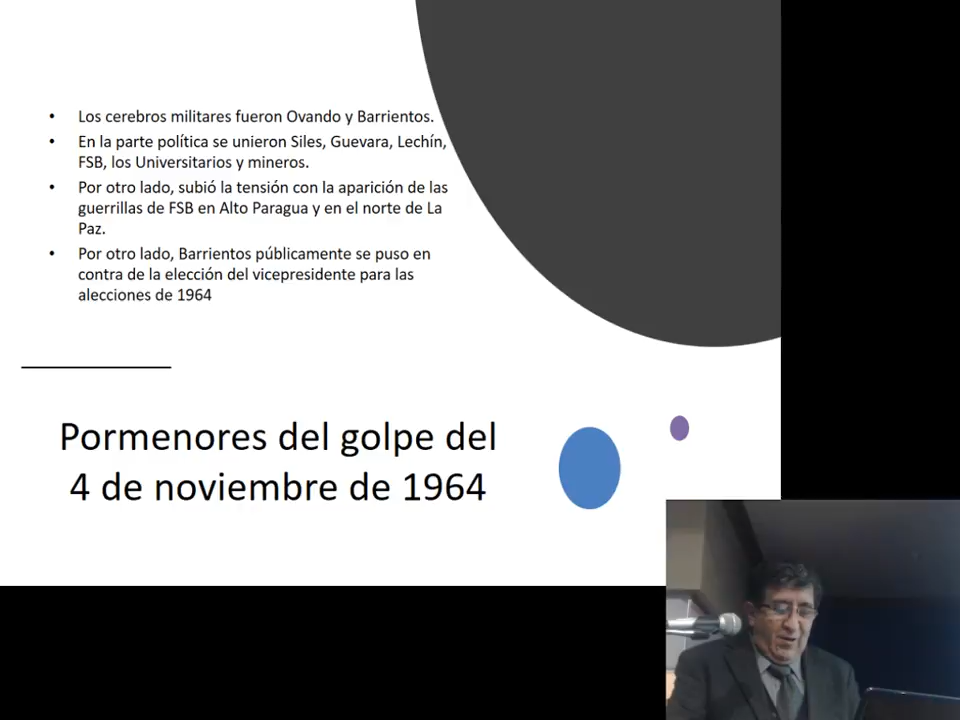 • Los cerebros militares fueron Ovando y Barrientos.
• En la parte política se unieron Siles, Guevara, Lechín,
FSB, los Universitarios y mineros.
• Por otro lado, subió la tensión con la aparición de las
guerrillas de FSB en Alto Paragua y en el norte de La
Paz.
• Por otro lado, Barrientos públicamente se puso en
contra de la elección del vicepresidente para las
alecciones de 1964
Pormenores del golpe del
4 de noviembre de 1964